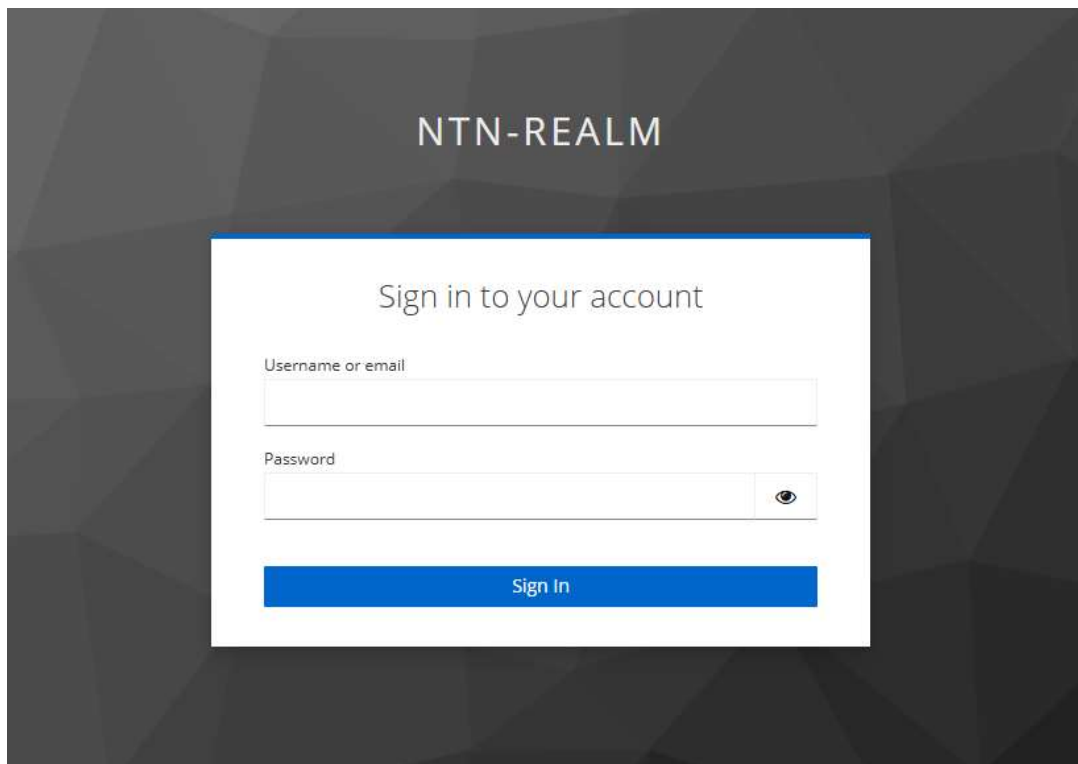 NTN-REALM
Sign in to your account
Username or email
Password
Sign In